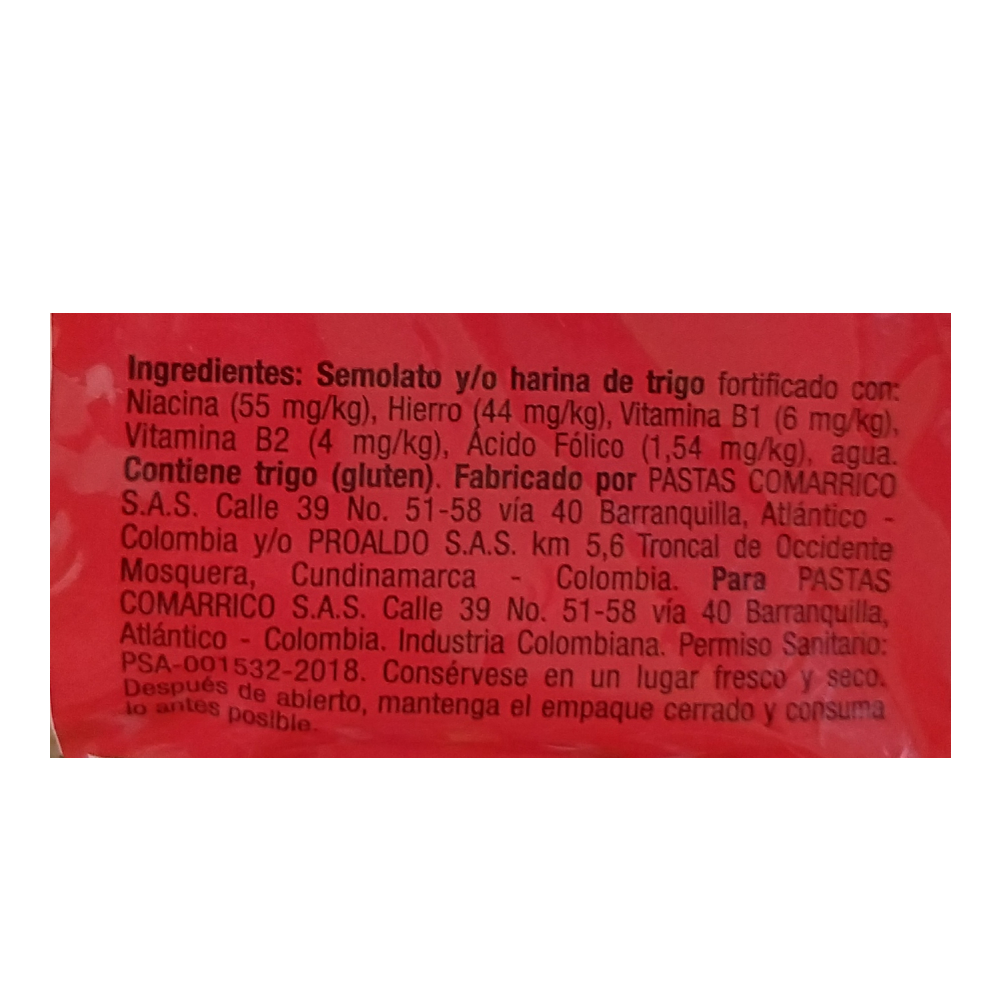 Ingredientes: Semolato y/o harina de trigo fortificado con:
Niacina (55 mg/kg), Hierro (44 mg/kg), Vitamina B1 (6 mg/kg),
Vitamina B2 (4 mg/kg), Ácido Fólico (1,54 mg/kg), agua.
Contiene trigo (gluten). Fabricado por PASTAS COMARRICO
S.A.S. Calle 39 No. 51-58 vía 40 Barranquilla, Atlántico -
Colombia y/o PROALDO S.A.S. km 5,6 Troncal de Occidente
Mosquera, Cundinamarca - Colombia. Para PASTAS
COMARRICO S.A.S. Calle 39 No. 51-58 vía 40 Barranquilla,
Atlántico - Colombia. Industria Colombiana. Permiso Sanitario:
PSA-001532-2018. Consérvese en un lugar fresco y seco.
Después de abierto, mantenga el empaque cerrado y consuma
lo antes posible.